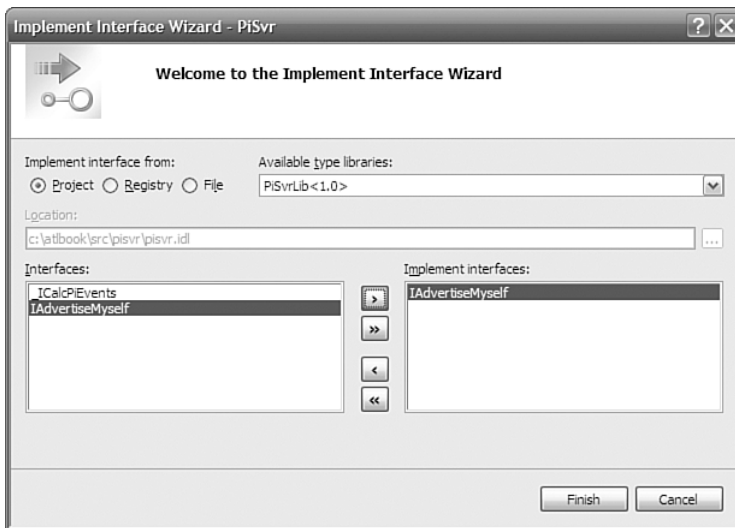 Implement Interface Wizard - PiSvr
Welcome to the Implement Interface Wizard
Implement interface from:
Project Registry File
Available type libraries:
PiSvrLib<1.0>
Location:
c:\atlbook\src\pisvr\pisvr.idl
...
Interfaces:
_ICalcPiEvents
IAdvertiseMyself
>
>>
<
<<
Implement interfaces:
IAdvertiseMyself
Finish Cancel